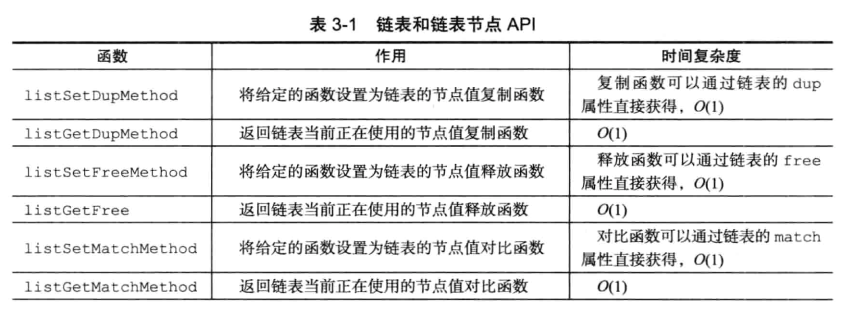 表 3-1 链表和链表节点 API
函数 作用 时间复杂度
listSetDupMethod 将给定的函数设置为链表的节点值复制函数 复制函数可以通过链表的 dup
属性直接获得，O(1)
listGetDupMethod 返回链表当前正在使用的节点值复制函数 O(1)
listSetFreeMethod 将给定的函数设置为链表的节点值释放函数 释放函数可以通过链表的 free
属性直接获得，O(1)
listGetFree 返回链表当前正在使用的节点值释放函数 O(1)
listSetMatchMethod 将给定的函数设置为链表的节点值对比函数 对比函数可以通过链表的 match
属性直接获得，O(1)
listGetMatchMethod 返回链表当前正在使用的节点值对比函数 O(1)